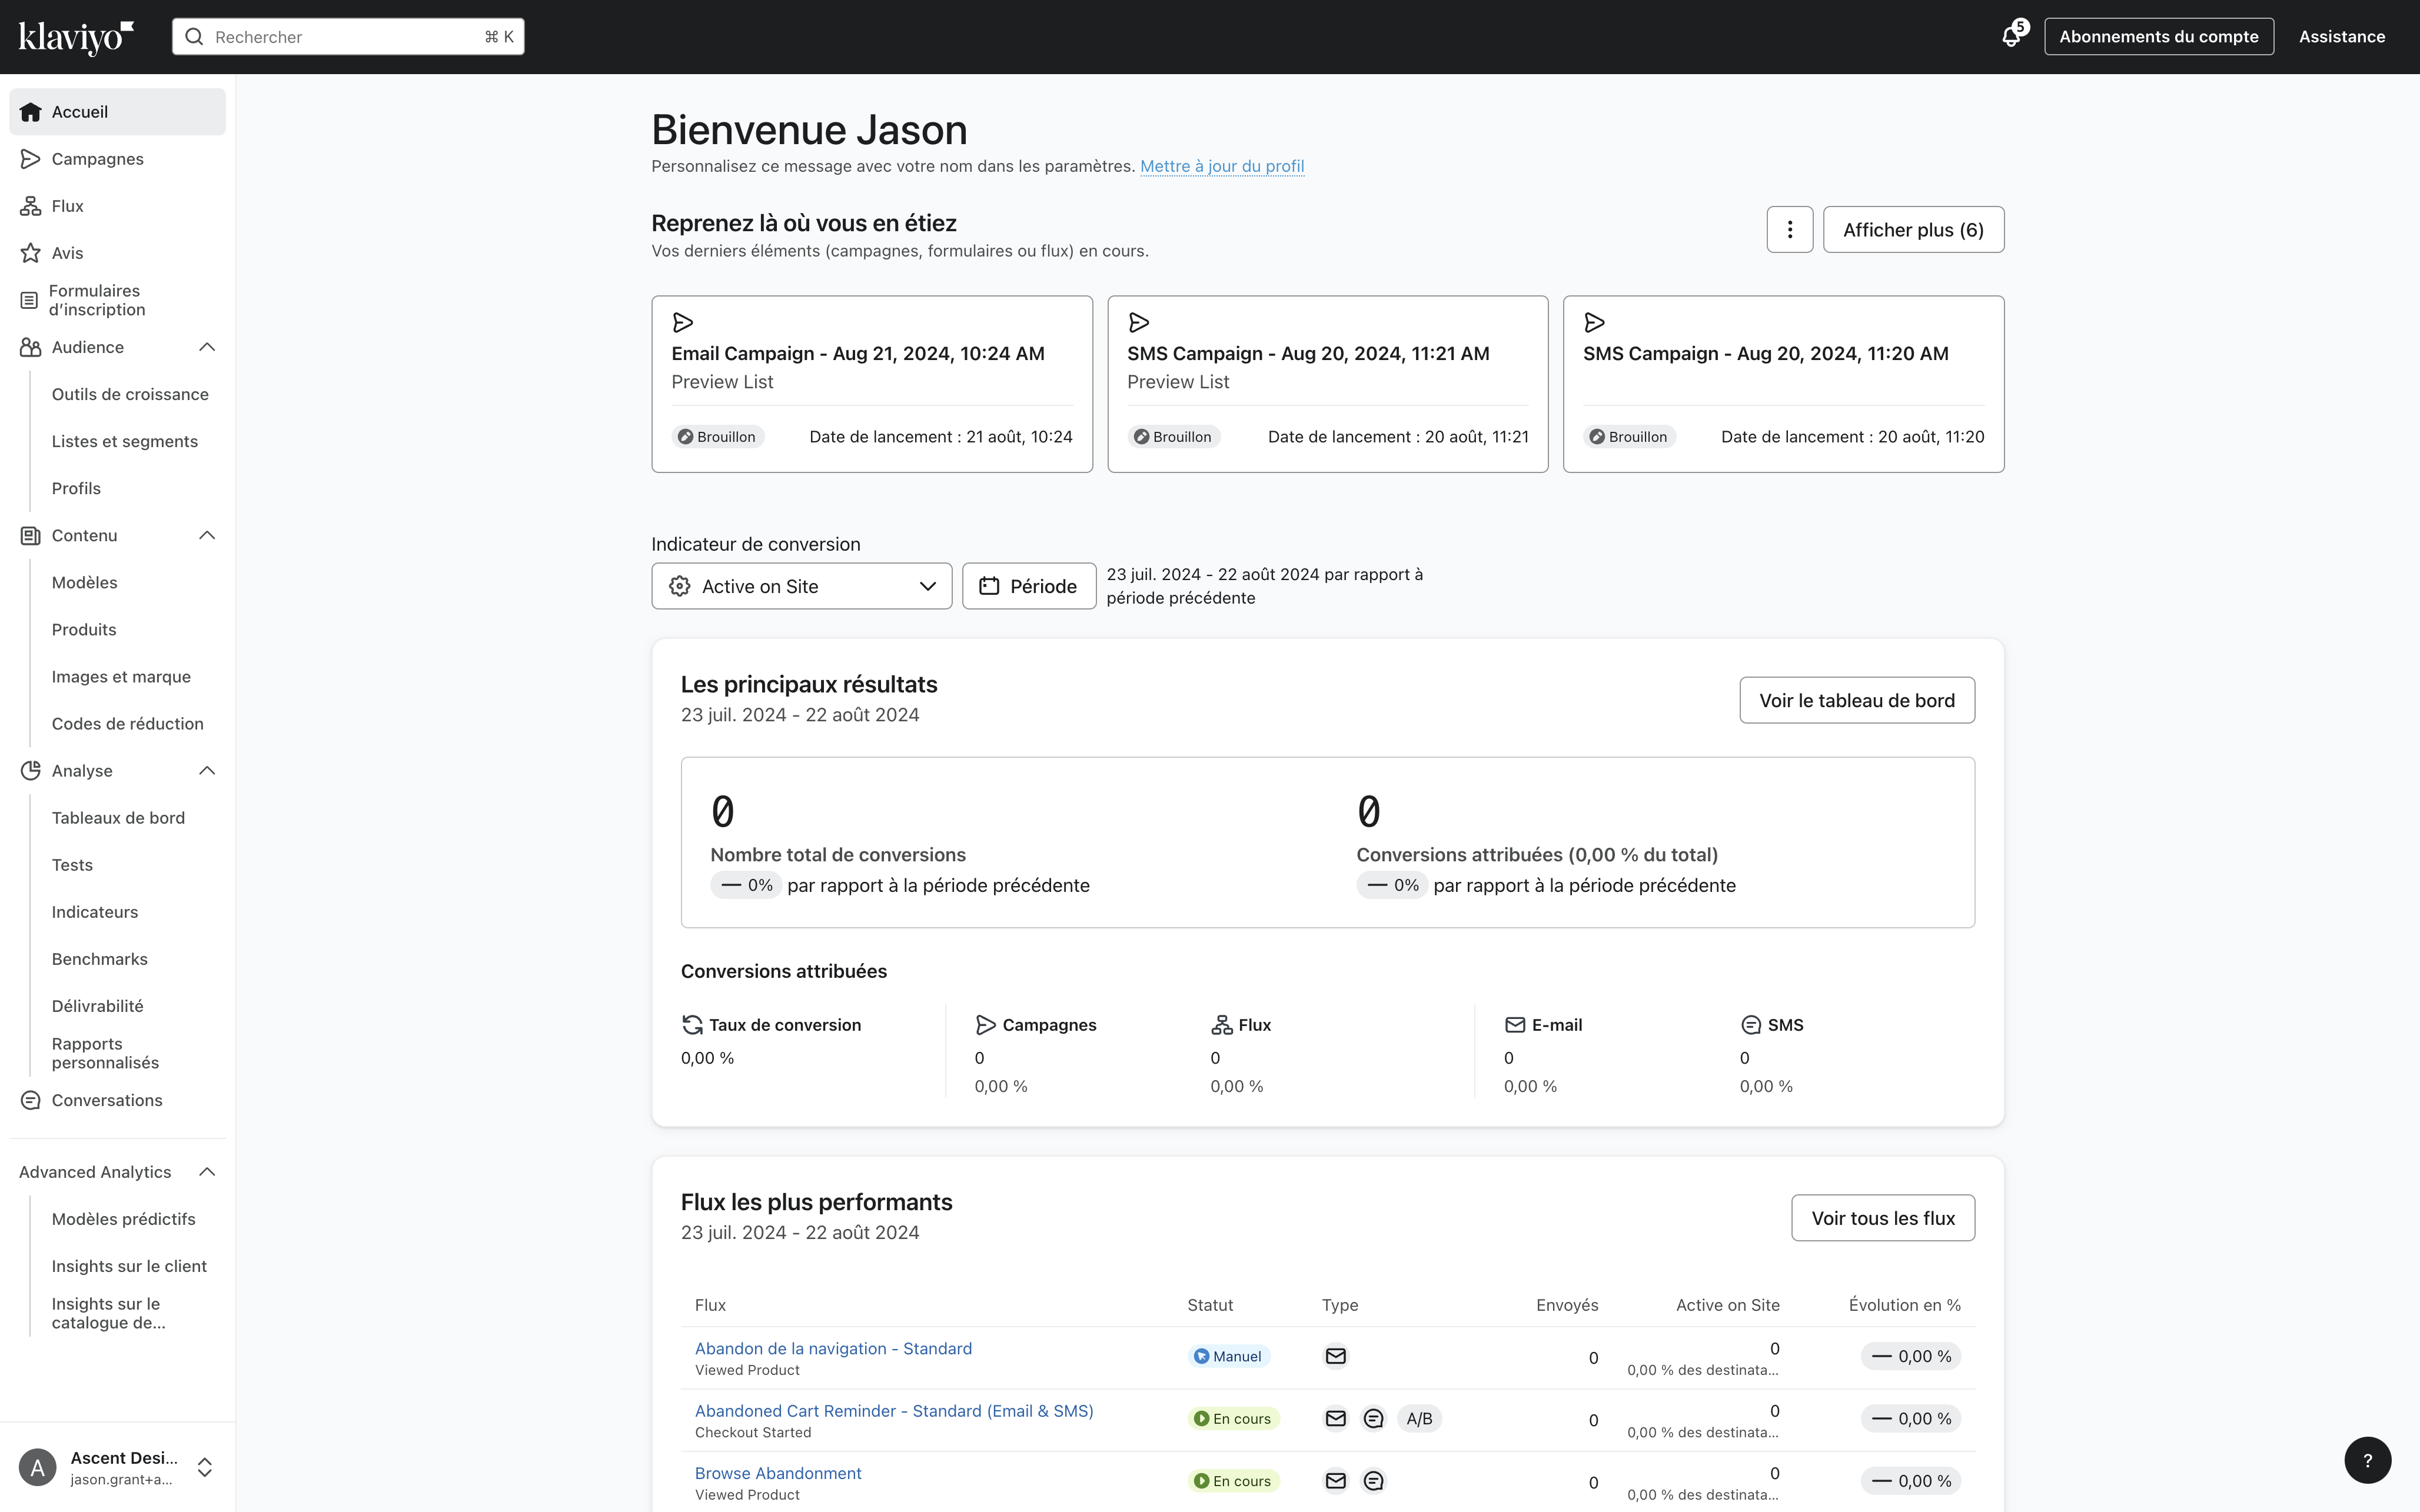 klaviyo
Rechercher
⌘ K
5
Abonnements du compte
Assistance
Accueil
Campagnes
Flux
Avis
Formulaires
d’inscription
Audience
Outils de croissance
Listes et segments
Profils
Contenu
Modèles
Produits
Images et marque
Codes de réduction
Analyse
Tableaux de bord
Tests
Indicateurs
Benchmarks
Délivrabilité
Rapports
personnalisés
Conversations
Advanced Analytics
Modèles prédictifs
Insights sur le client
Insights sur le
catalogue de...
A
Ascent Desi...
jason.grant+a...
Bienvenue Jason
Personnalisez ce message avec votre nom dans les paramètres. Mettre à jour du profil
Reprenez là où vous en étiez
Vos derniers éléments (campagnes, formulaires ou flux) en cours.
Afficher plus (6)
Email Campaign - Aug 21, 2024, 10:24 AM
Preview List
Brouillon
Date de lancement : 21 août, 10:24
SMS Campaign - Aug 20, 2024, 11:21 AM
Preview List
Brouillon
Date de lancement : 20 août, 11:21
SMS Campaign - Aug 20, 2024, 11:20 AM
Brouillon
Date de lancement : 20 août, 11:20
Indicateur de conversion
Active on Site
Période
23 juil. 2024 - 22 août 2024 par rapport à
période précédente
Les principaux résultats
23 juil. 2024 - 22 août 2024
Voir le tableau de bord
0
Nombre total de conversions
— 0% par rapport à la période précédente
0
Conversions attribuées (0,00 % du total)
— 0% par rapport à la période précédente
Conversions attribuées
Taux de conversion
0,00 %
Campagnes
0
0,00 %
Flux
0
0,00 %
E-mail
0
0,00 %
SMS
0
0,00 %
Flux les plus performants
23 juil. 2024 - 22 août 2024
Voir tous les flux
Flux Statut Type Envoyés Active on Site Évolution en %
Abandon de la navigation - Standard
Viewed Product
Manuel
0
0
0,00 % des destinata...
— 0,00 %
Abandoned Cart Reminder - Standard (Email & SMS)
Checkout Started
En cours
A/B
0
0
0,00 % des destinata...
— 0,00 %
Browse Abandonment
Viewed Product
En cours
0
0
0,00 % des destinata...
— 0,00 %
?